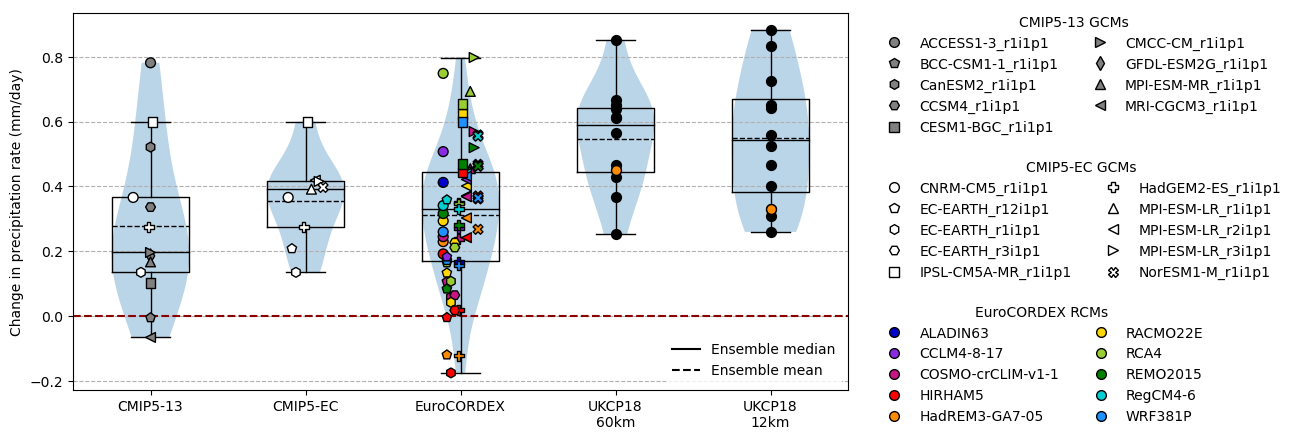 Change in precipitation rate (mm/day)
0.8
0.6
0.4
0.2
0.0
−0.2
CMIP5-13
CMIP5-EC
EuroCORDEX
UKCP18
60km
UKCP18
12km
Ensemble median
Ensemble mean
CMIP5-13 GCMs
ACCESS1-3_r1i1p1
BCC-CSM1-1_r1i1p1
CanESM2_r1i1p1
CCSM4_r1i1p1
CESM1-BGC_r1i1p1
CMCC-CM_r1i1p1
GFDL-ESM2G_r1i1p1
MPI-ESM-MR_r1i1p1
MRI-CGCM3_r1i1p1
CMIP5-EC GCMs
CNRM-CM5_r1i1p1
EC-EARTH_r12i1p1
EC-EARTH_r1i1p1
EC-EARTH_r3i1p1
IPSL-CM5A-MR_r1i1p1
HadGEM2-ES_r1i1p1
MPI-ESM-LR_r1i1p1
MPI-ESM-LR_r2i1p1
MPI-ESM-LR_r3i1p1
NorESM1-M_r1i1p1
EuroCORDEX RCMs
ALADIN63
CCLM4-8-17
COSMO-crCLIM-v1-1
HIRHAM5
HadREM3-GA7-05
RACMO22E
RCA4
REMO2015
RegCM4-6
WRF381P